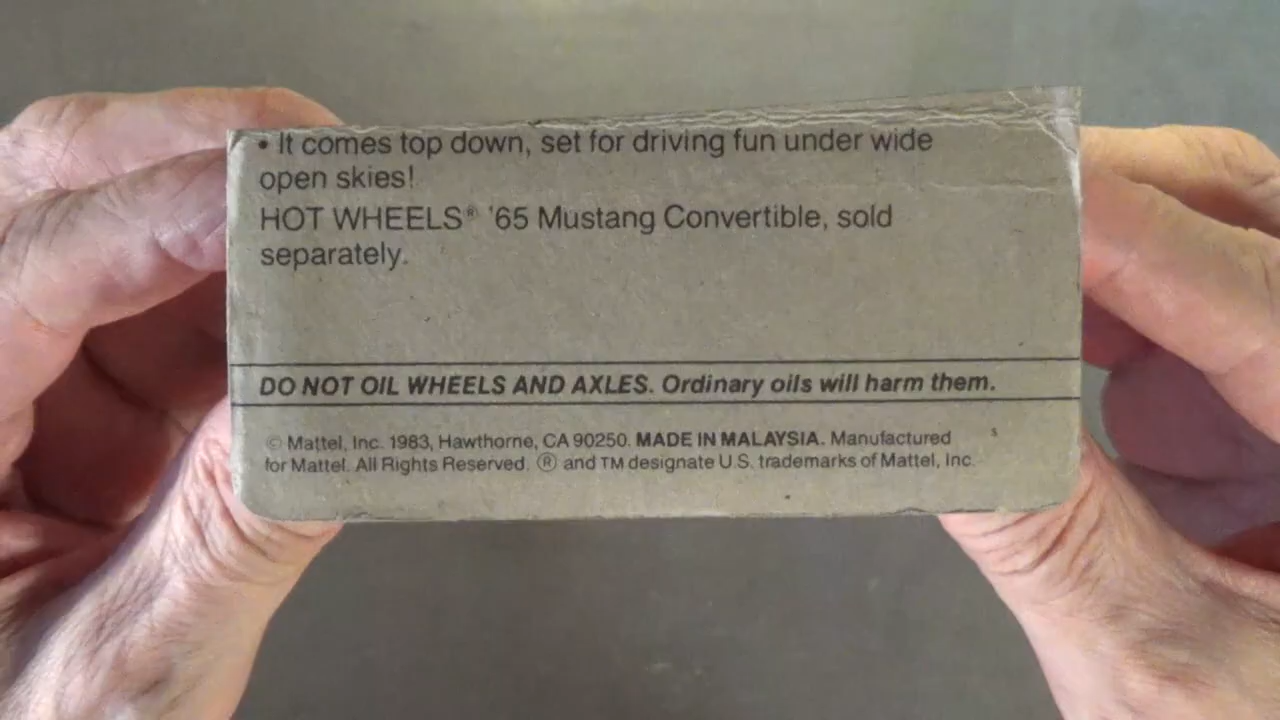 • It comes top down, set for driving fun under wide
open skies!
HOT WHEELS® '65 Mustang Convertible, sold
separately.
DO NOT OIL WHEELS AND AXLES. Ordinary oils will harm them.
© Mattel, Inc. 1983, Hawthorne, CA 90250. MADE IN MALAYSIA. Manufactured s
for Mattel. All Rights Reserved. ® and TM designate U.S. trademarks of Mattel, Inc.